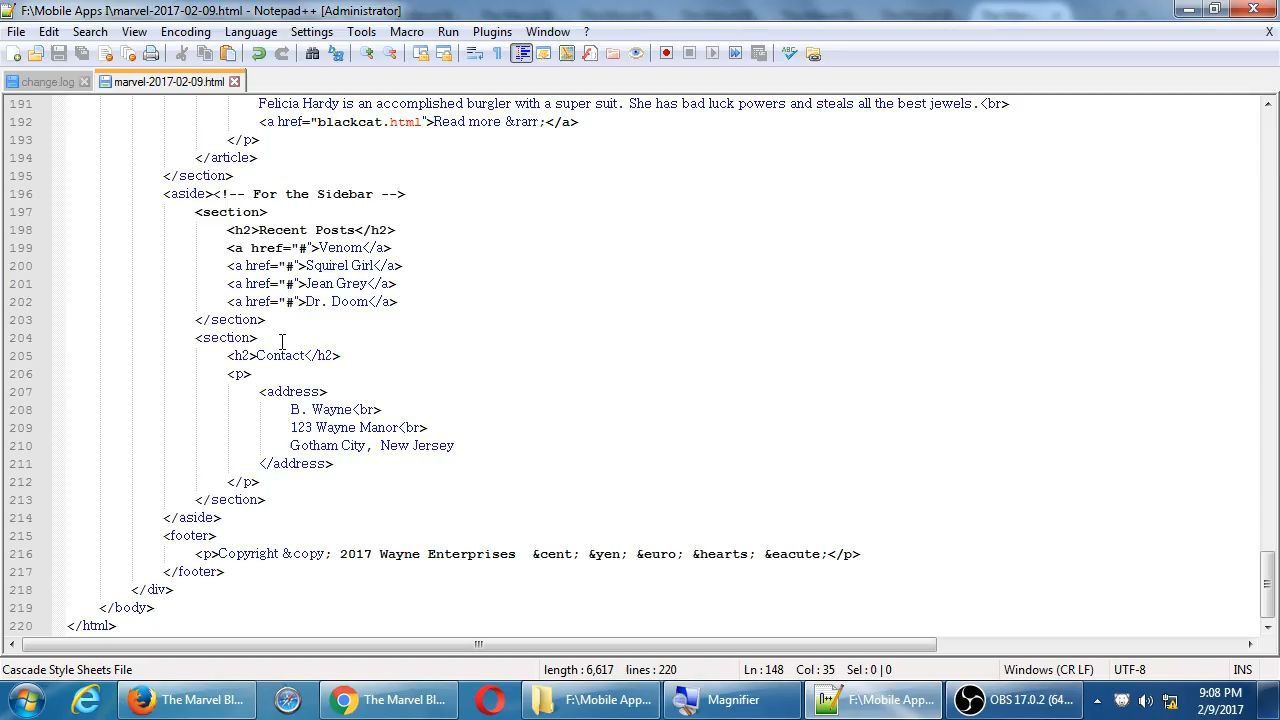 F:\Mobile Apps I\marvel-2017-02-09.html - Notepad++ [Administrator]
File Edit Search View Encoding Language Settings Tools Macro Run Plugins Window ? X
change.log marvel-2017-02-09.html
191 Felicia Hardy is an accomplished burgler with a super suit. She has bad luck powers and steals all the best jewels.<br>
192 <a href="blackcat.html">Read more &rarr;</a>
193 </p>
194 </article>
195 </section>
196 <aside><!-- For the Sidebar -->
197 <section>
198 <h2>Recent Posts</h2>
199 <a href="#">Venom</a>
200 <a href="#">Squirel Girl</a>
201 <a href="#">Jean Grey</a>
202 <a href="#">Dr. Doom</a>
203 </section>
204 <section>
205 <h2>Contact</h2>
206 <p>
207 <address>
208 B. Wayne<br>
209 123 Wayne Manor<br>
210 Gotham City, New Jersey
211 </address>
212 </p>
213 </section>
214 </aside>
215 <footer>
216 <p>Copyright &copy; 2017 Wayne Enterprises &cent; &yen; &euro; &hearts; &eacute;</p>
217 </footer>
218 </div>
219 </body>
220 </html>
Cascade Style Sheets File length : 6,617 lines : 220 Ln : 148 Col : 35 Sel : 0 | 0 Windows (CR LF) UTF-8 INS
The Marvel Bl... The Marvel Bl... F:\Mobile App... Magnifier F:\Mobile App... OBS 17.0.2 (64... 9:08 PM
2/9/2017